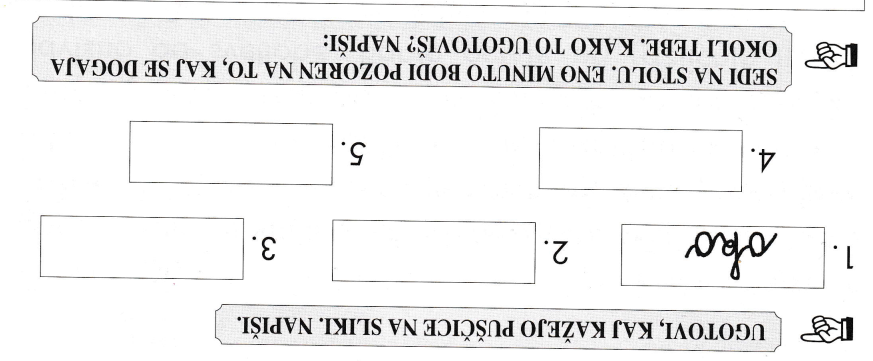 UGOTOVI, KAJ KAŽEJO PUŠČICE NA SLIKI. NAPIŠI.
1. oko
2.
3.
4.
5.
SEDI NA STOLU. ENO MINUTO BODI POZOREN NA TO, KAJ SE DOGAJA
OKOLI TEBE. KAKO TO UGOTOVIŠ? NAPIŠI: